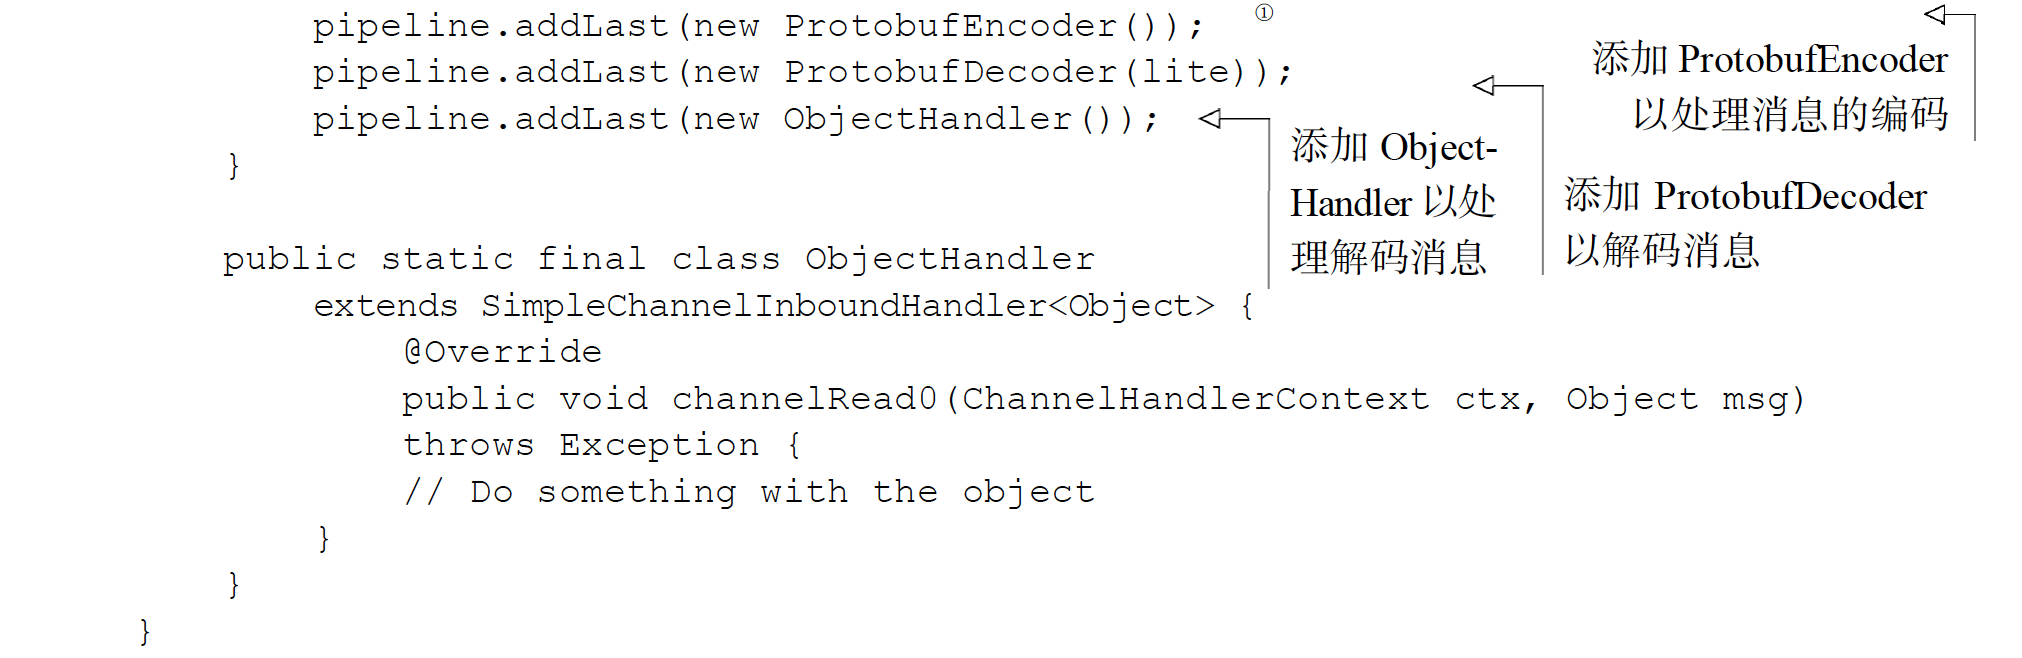 pipeline.addLast(new ProtobufEncoder()); ①
pipeline.addLast(new ProtobufDecoder(lite));
pipeline.addLast(new ObjectHandler());
}
添加 ProtobufEncoder
以处理消息的编码
添加 Object-
Handler 以处
理解码消息
添加 ProtobufDecoder
以解码消息
public static final class ObjectHandler
extends SimpleChannelInboundHandler<Object> {
@Override
public void channelRead0(ChannelHandlerContext ctx, Object msg)
throws Exception {
// Do something with the object
}
}
}